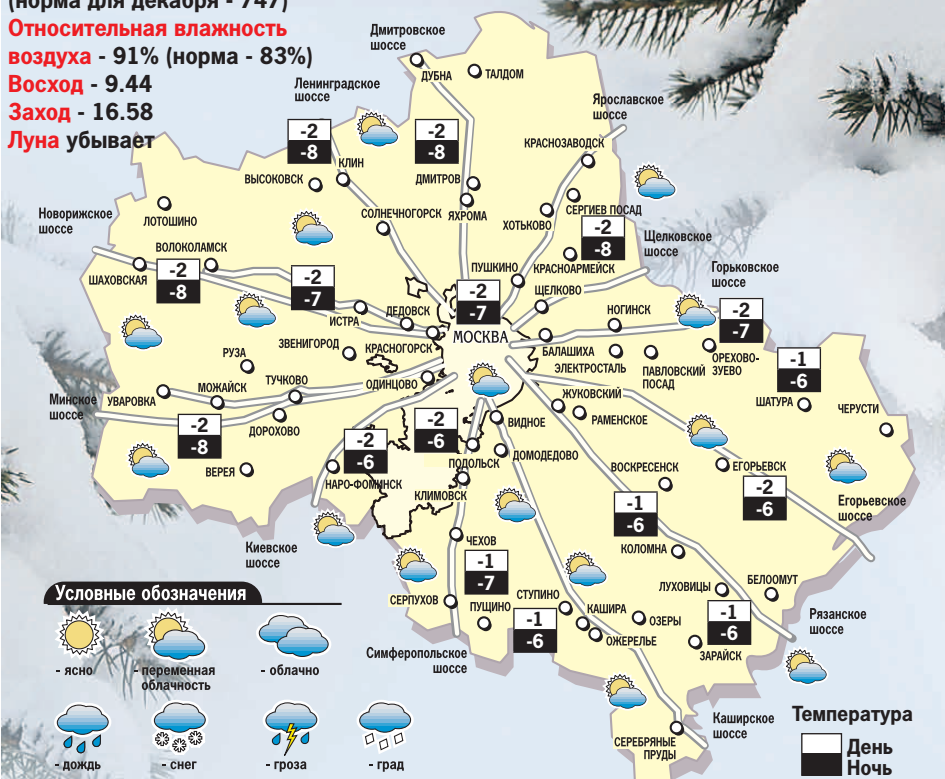 (норма для декабря - 747)
Относительная влажность
воздуха - 91% (норма - 83%)
Восход - 9.44
Заход - 16.58
Луна убывает
Дмитровское
шоссе
ДУБНА
ТАЛДОМ
Ленинградское
шоссе
Ярославское
шоссе
-2
-8
-2
-8
КРАСНОЗАВОДСК
КЛИН
ВЫСОКОВСК
ДМИТРОВ
ЛОТОШИНО
Новорижское
шоссе
СОЛНЕЧНОГОРСК
ЯХРОМА
ХОТЬКОВО
СЕРГИЕВ ПОСАД
-2
-8
Щелковское
шоссе
ВОЛОКОЛАМСК
ШАХОВСКАЯ
-2
-8
-2
-7
ПУШКИНО
КРАСНОАРМЕЙСК
Горьковское
шоссе
-2
-7
ЩЕЛКОВО
ИСТРА
ДЕДОВСК
НОГИНСК
-2
-7
МОСКВА
ЗВЕНИГОРОД
КРАСНОГОРСК
БАЛАШИХА
ЭЛЕКТРОСТАЛЬ
ПАВЛОВСКИЙ
ПОСАД
ОРЕХОВО-
ЗУЕВО
-1
-6
РУЗА
ТУЧКОВО
ОДИНЦОВО
МОЖАЙСК
УВАРОВКА
Минское
шоссе
ЖУКОВСКИЙ
РАМЕНСКОЕ
ШАТУРА
ЧЕРУСТИ
-2
-8
ДОРОХОВО
-2
-6
ВИДНОЕ
ДОМОДЕДОВО
ВЕРЕЯ
-2
-6
НАРО-ФОМИНСК
ПОДОЛЬСК
КЛИМОВСК
ВОСКРЕСЕНСК
ЕГОРЬЕВСК
-2
-6
Егорьевское
шоссе
-1
-6
Киевское
шоссе
ЧЕХОВ
КОЛОМНА
-1
-7
ЛУХОВИЦЫ
БЕЛООМУТ
СЕРПУХОВ
ПУЩИНО
СТУПИНО
-1
-6
КАШИРА
ОЖЕРЕЛЬЕ
ОЗЕРЫ
-1
-6
ЗАРАЙСК
Рязанское
шоссе
Симферопольское
шоссе
Каширское
шоссе
СЕРЕБРЯНЫЕ
ПРУДЫ
Условные обозначения
- ясно
- переменная
облачность
- облачно
- дождь
- снег
- гроза
- град
Температура
День
Ночь